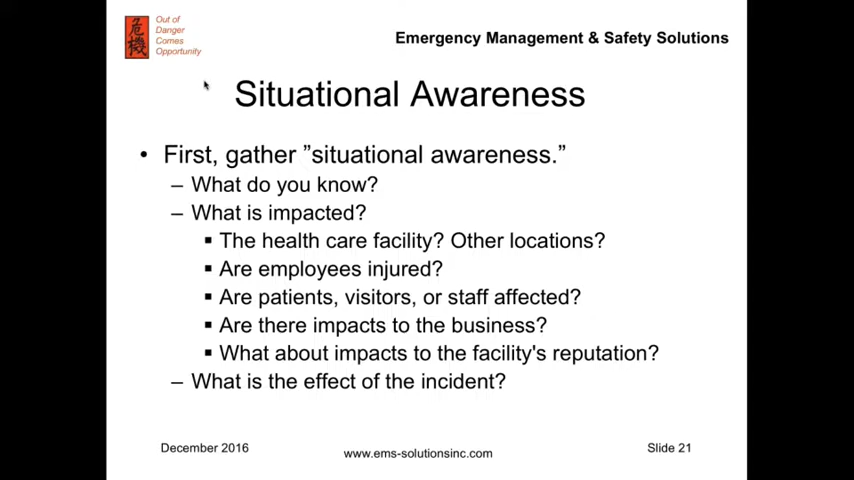 危機
Out of
Danger
Comes
Opportunity
Emergency Management & Safety Solutions
Situational Awareness
• First, gather ”situational awareness.”
– What do you know?
– What is impacted?
▪ The health care facility? Other locations?
▪ Are employees injured?
▪ Are patients, visitors, or staff affected?
▪ Are there impacts to the business?
▪ What about impacts to the facility's reputation?
– What is the effect of the incident?
December 2016
www.ems-solutionsinc.com
Slide 21